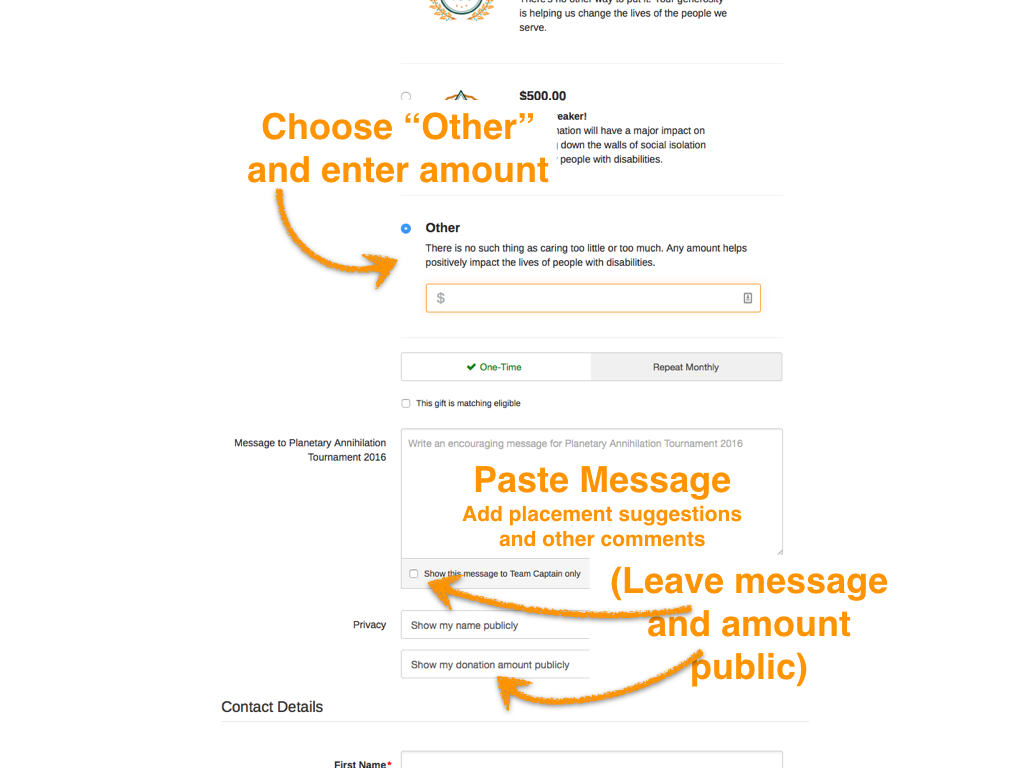 There's no other way to put it. Your generosity
is helping us change the lives of the people we
serve.
$500.00
eaker!
Choose “Other”
and enter amount
nation will have a major impact on
down the walls of social isolation
people with disabilities.
Other
There is no such thing as caring too little or too much. Any amount helps
positively impact the lives of people with disabilities.
$
One-Time
Repeat Monthly
This gift is matching eligible
Message to Planetary Annihilation
Tournament 2016
Write an encouraging message for Planetary Annihilation Tournament 2016
Paste Message
Add placement suggestions
and other comments
Show this message to Team Captain only
(Leave message
and amount
public)
Privacy
Show my name publicly
Show my donation amount publicly
Contact Details
First Name*